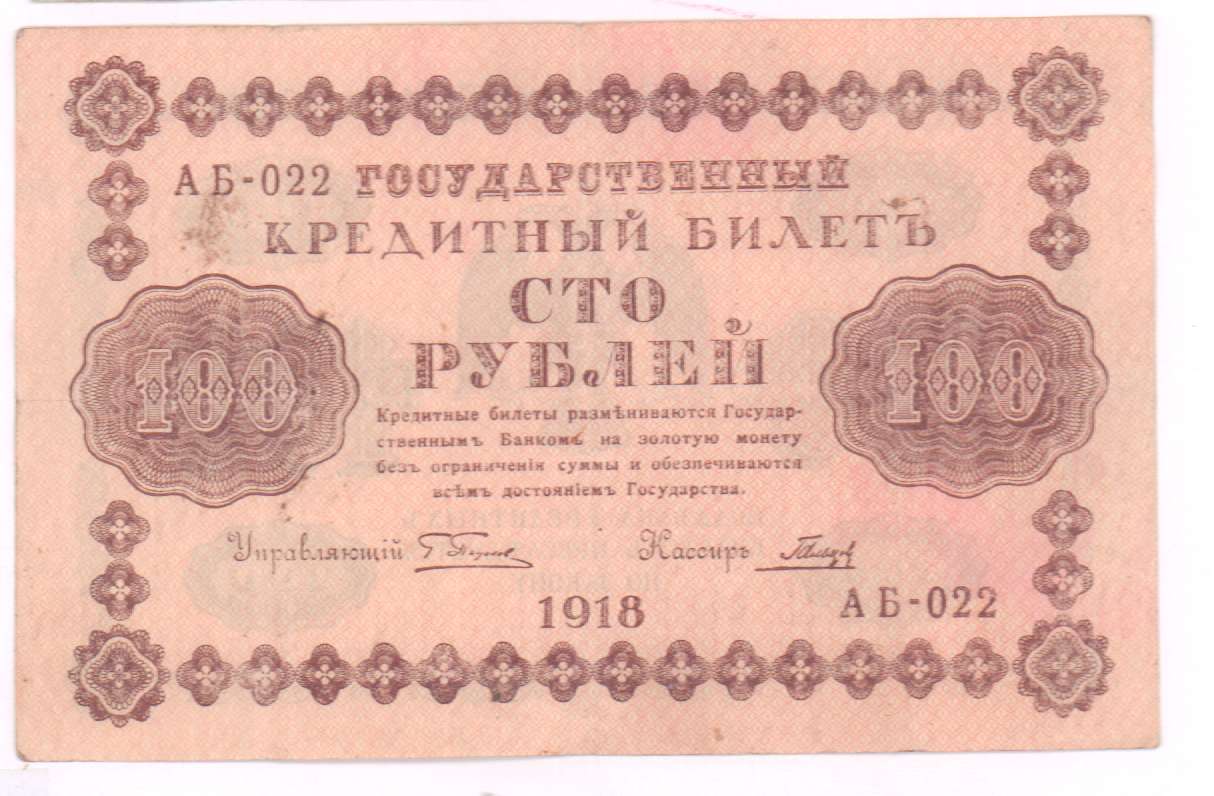 АБ-022 ГОСУДАРСТВЕННЫЙ
КРЕДИТНЫЙ БИЛЕТЪ
СТО
РУБЛЕЙ
100
100
Кредитные билеты размѣниваются Государ-
ственнымъ Банкомъ на золотую монету
безъ ограниченія суммы и обезпечиваются
всѣмъ достояніемъ Государства.
Управляющій
Кассиръ
1918
АБ-022